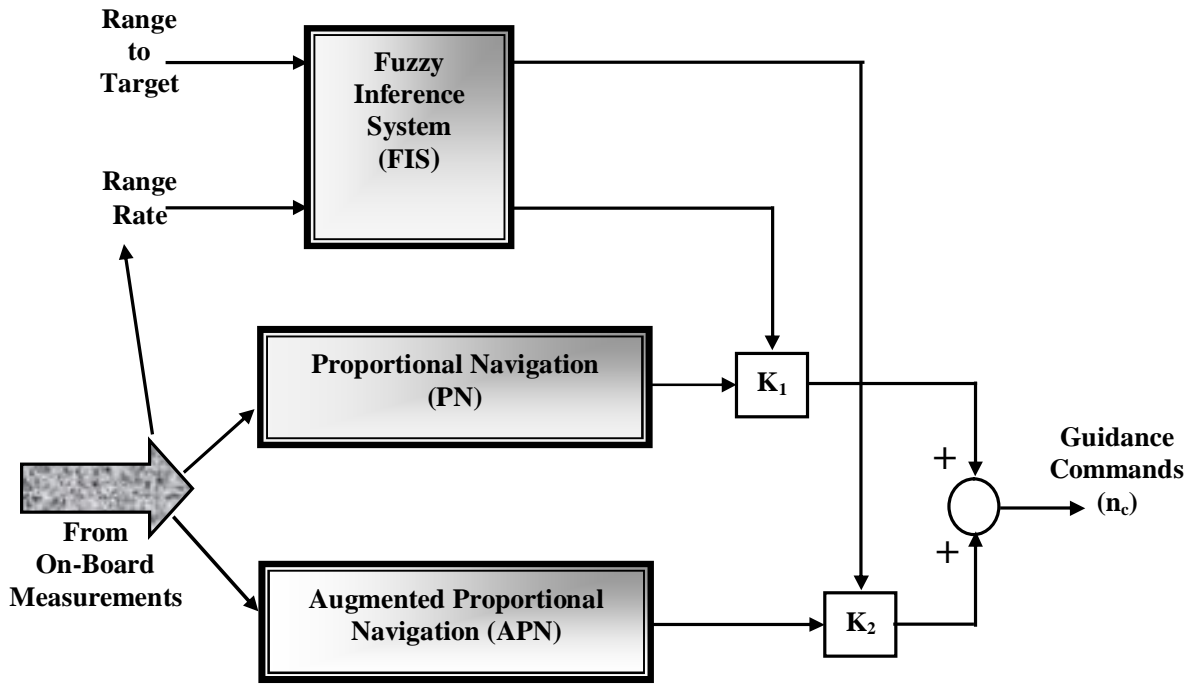 Range
to
Target
Fuzzy
Inference
System
(FIS)
Range
Rate
Proportional Navigation
(PN)
K₁
Guidance
Commands
(n_c)
+
+
From
On-Board
Measurements
Augmented Proportional
Navigation (APN)
K₂